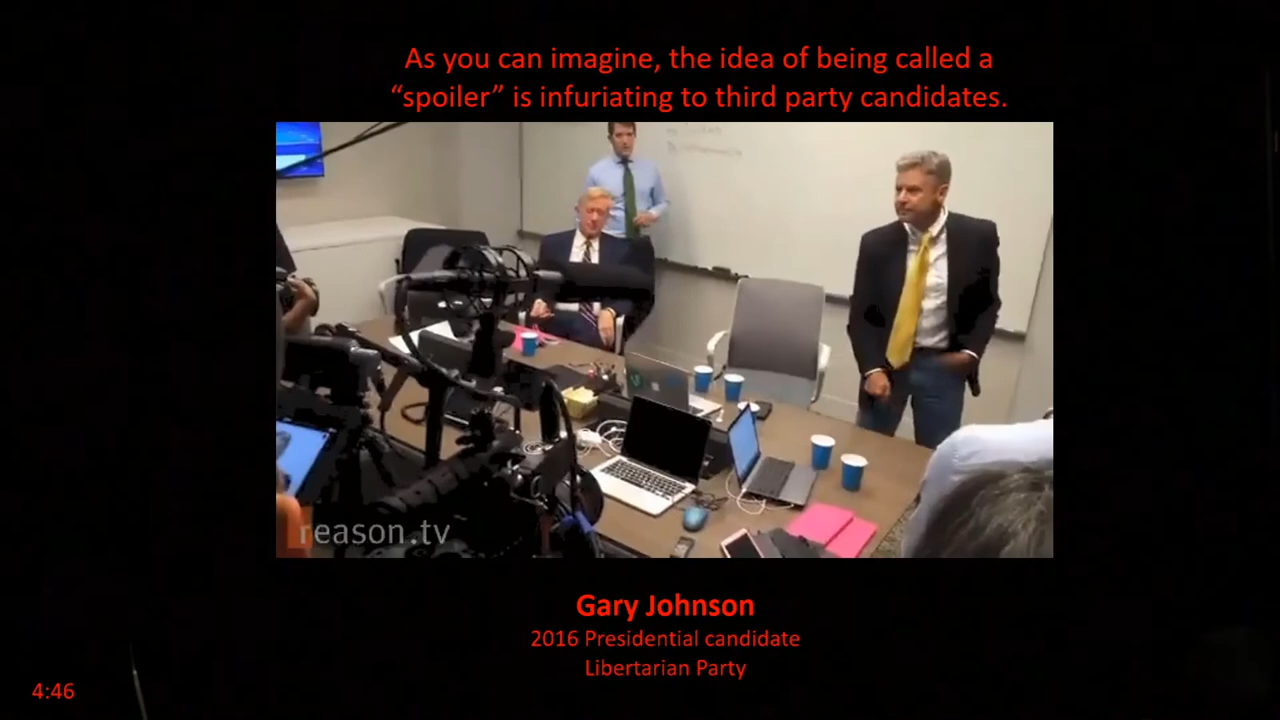 As you can imagine, the idea of being called a
“spoiler” is infuriating to third party candidates.
reason.tv
Gary Johnson
2016 Presidential candidate
Libertarian Party
4:46